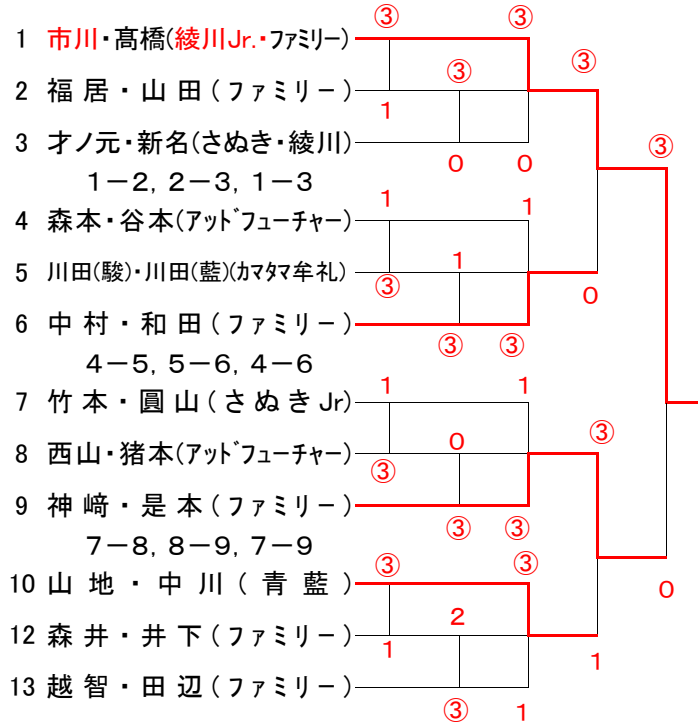 ③
1 市川・髙橋(綾川Jr.・ファミリー) ③ ③
2 福居・山田(ファミリー) 1
3 才ノ元・新名(さぬき・綾川) 0 0 ③
1－2, 2－3, 1－3
4 森本・谷本(アッドフューチャー) 1 1
5 川田(駿)・川田(藍)(カマタマ牟礼) ③ 1 0
6 中村・和田(ファミリー) ③ ③
4－5, 5－6, 4－6
7 竹本・圓山(さぬきJr) 1 1
8 西山・猪本(アッドフューチャー) ③ 0 ③
9 神﨑・是本(ファミリー) ③ ③
7－8, 8－9, 7－9
10 山地・中川(青藍) ③ ③ 0
12 森井・井下(ファミリー) 1 2 1
13 越智・田辺(ファミリー) ③ 1